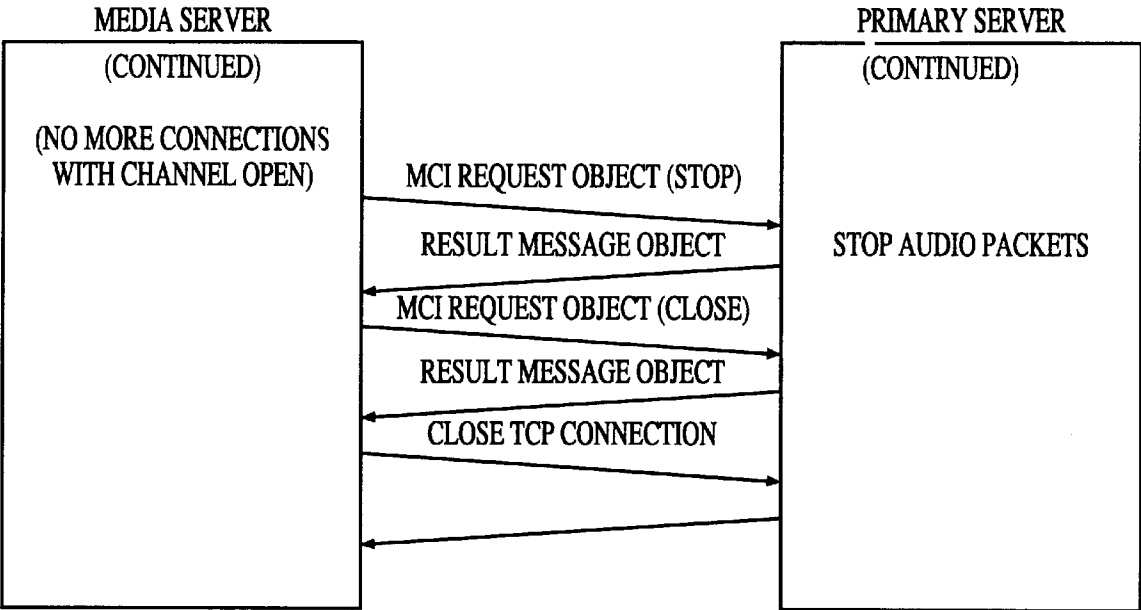 MEDIA SERVER
PRIMARY SERVER
(CONTINUED)
(CONTINUED)
(NO MORE CONNECTIONS
WITH CHANNEL OPEN)
MCI REQUEST OBJECT (STOP)
RESULT MESSAGE OBJECT
STOP AUDIO PACKETS
MCI REQUEST OBJECT (CLOSE)
RESULT MESSAGE OBJECT
CLOSE TCP CONNECTION